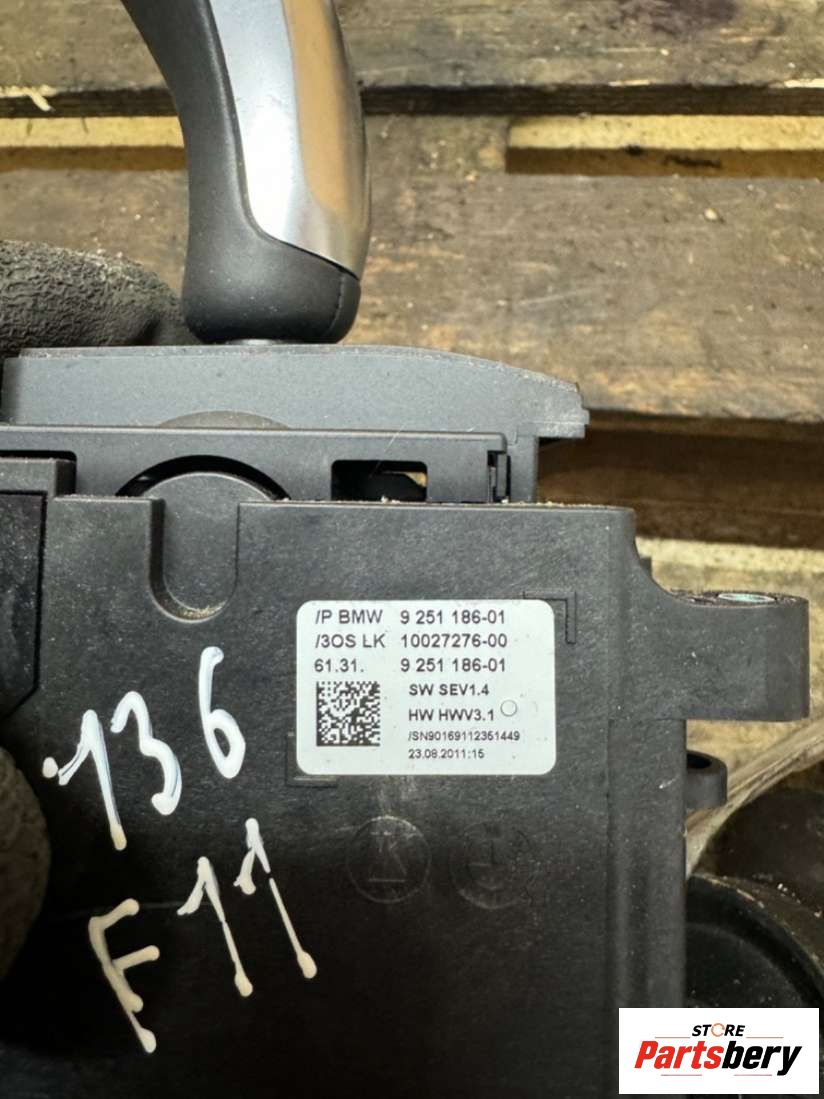 /P BMW 9 251 186-01
/3OS LK 10027276-00
61.31. 9 251 186-01
SW SEV1.4
HW HWV3.1
/SN90169112351449
23.08.2011:15
136
F11
STORE
Partsbery